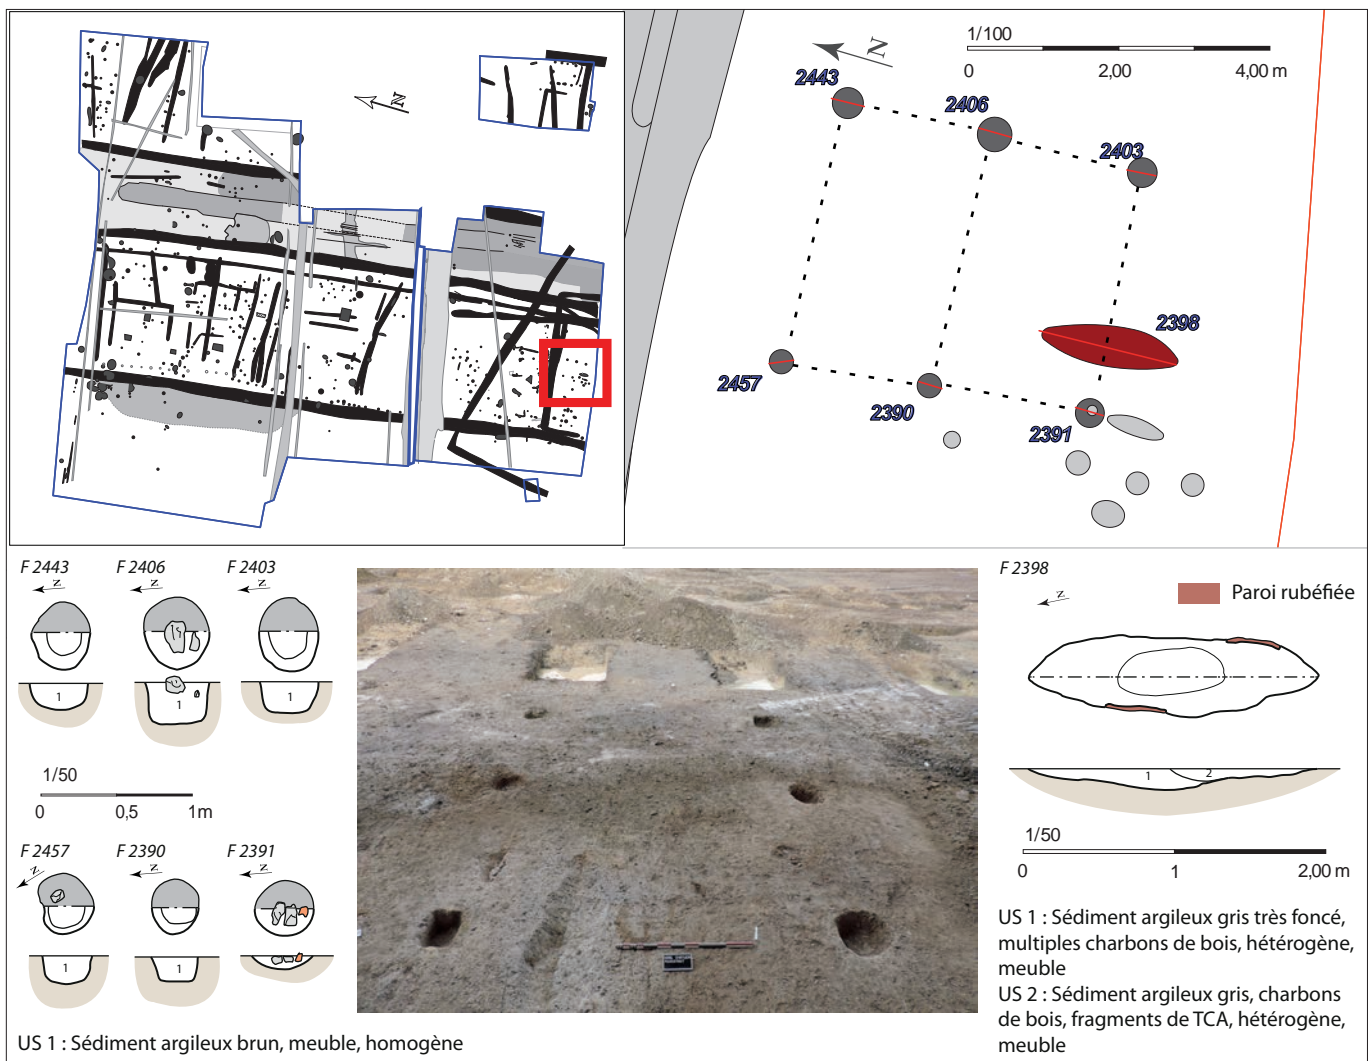 N
1/100
N
0 2,00 4,00 m
2443
2406
2403
2398
2457
2390
2391
F 2443 F 2406 F 2403
N N N
1 1 1
1/50
0 0,5 1m
F 2457 F 2390 F 2391
N N N
1 1
US 1 : Sédiment argileux brun, meuble, homogène
F 2398
N
Paroi rubéfiée
1 2
1/50
0 1 2,00 m
US 1 : Sédiment argileux gris très foncé,
multiples charbons de bois, hétérogène,
meuble
US 2 : Sédiment argileux gris, charbons
de bois, fragments de TCA, hétérogène,
meuble